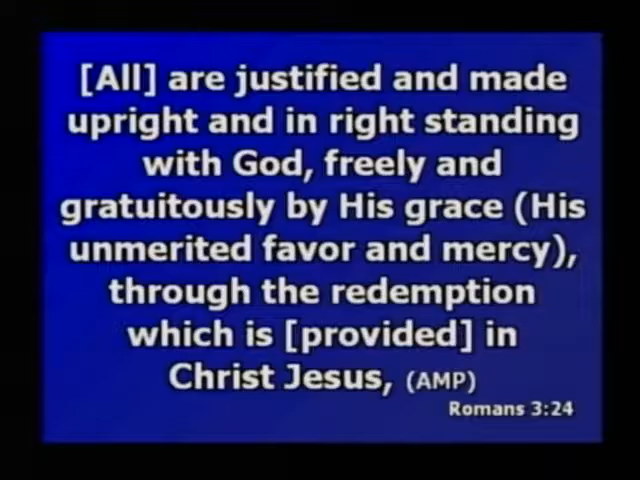 [All] are justified and made
upright and in right standing
with God, freely and
gratuitously by His grace (His
unmerited favor and mercy),
through the redemption
which is [provided] in
Christ Jesus, (AMP)
Romans 3:24